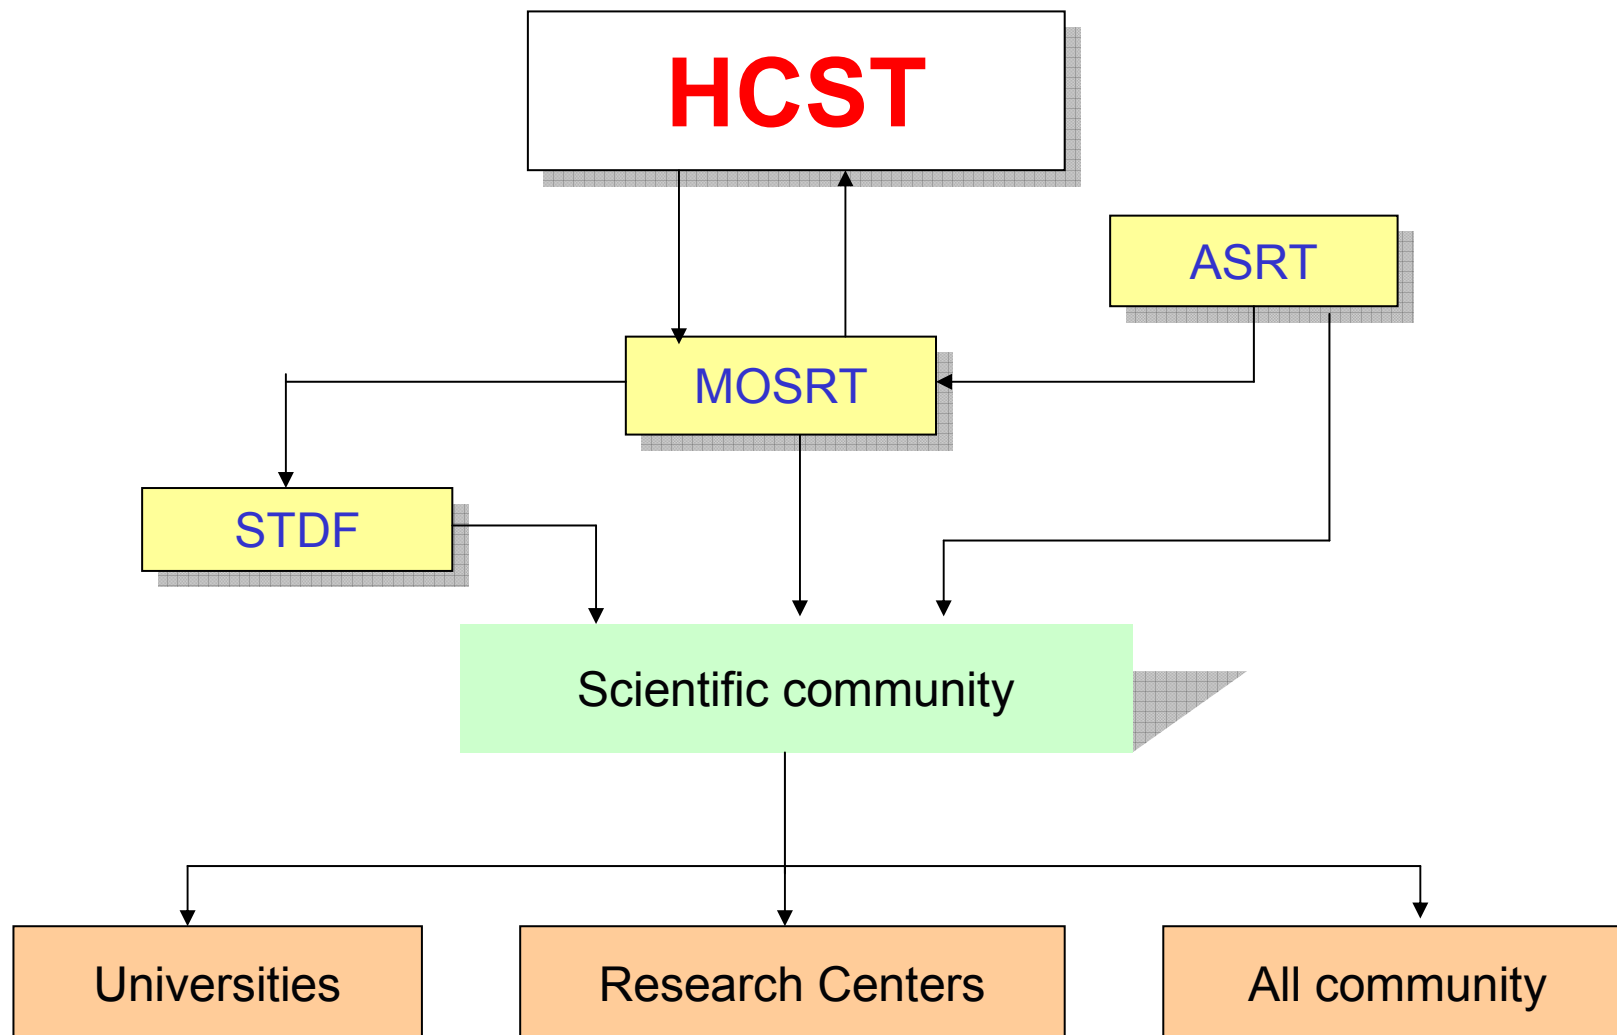 HCST
ASRT
MOSRT
STDF
Scientific community
Universities
Research Centers
All community